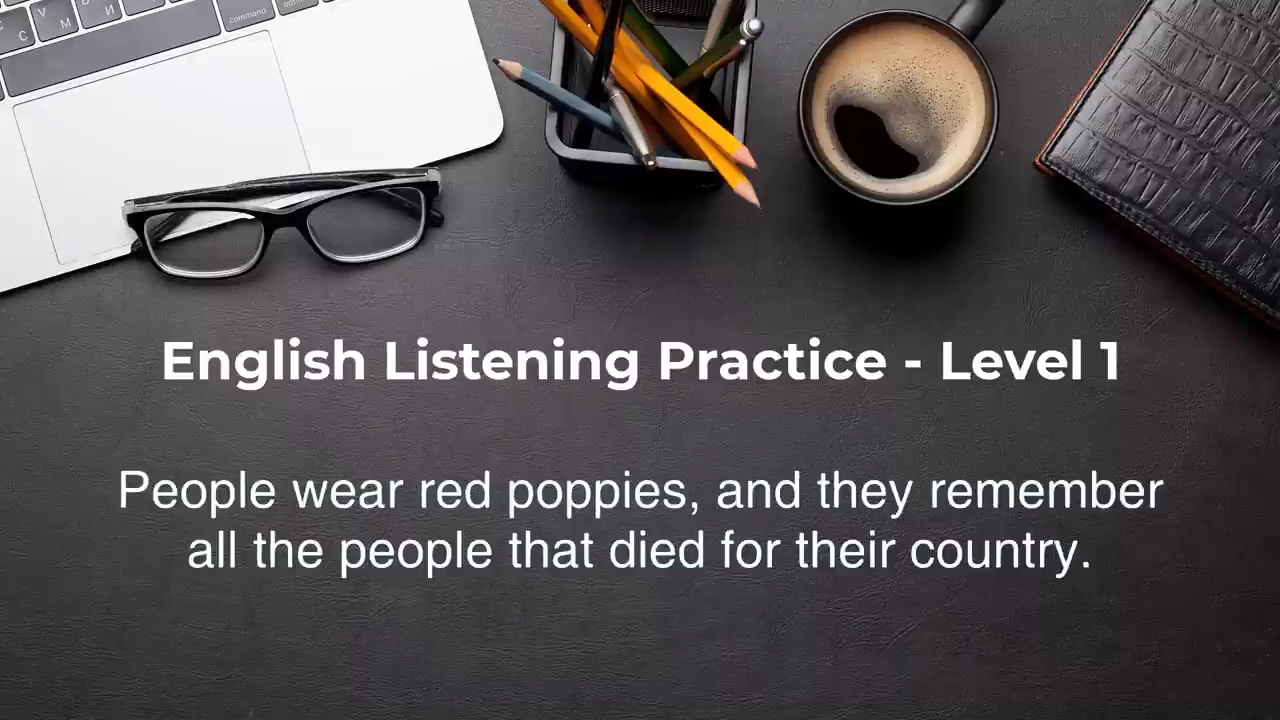 command
English Listening Practice - Level 1
People wear red poppies, and they remember
all the people that died for their country.